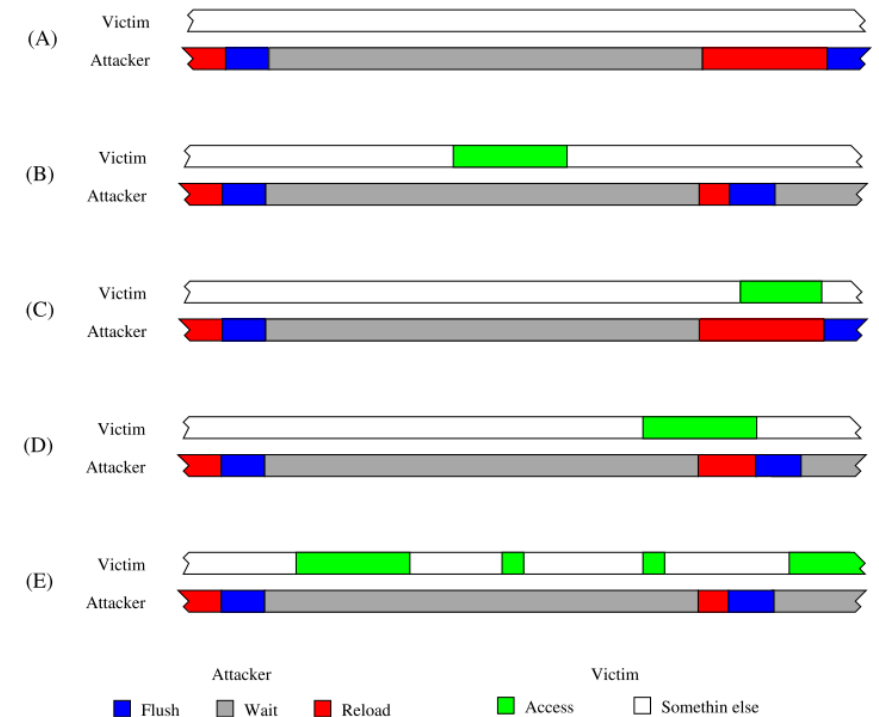 Victim
(A)
Attacker
Victim
(B)
Attacker
Victim
(C)
Attacker
Victim
(D)
Attacker
Victim
(E)
Attacker
Attacker Victim
Flush Wait Reload Access Somethin else